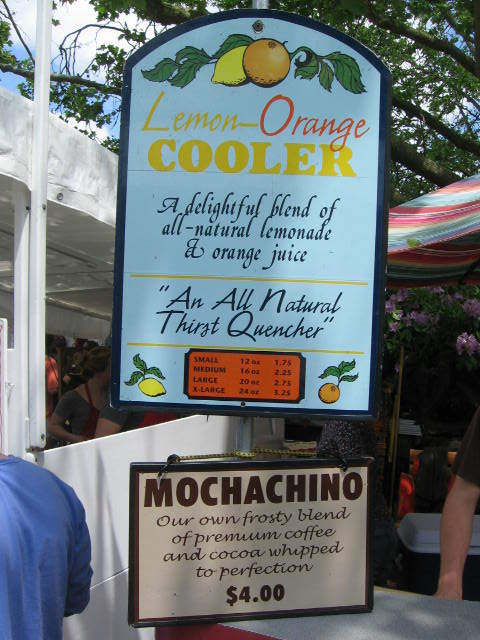 Lemon-Orange
COOLER
A delightful blend of
all-natural lemonade
& orange juice
"An All Natural
Thirst Quencher"
SMALL 12 oz 1.75
MEDIUM 16 oz 2.25
LARGE 20 oz 2.75
X-LARGE 24 oz 3.25
MOCHACHINO
Our own frosty blend
of premium coffee
and cocoa whipped
to perfection
$4.00